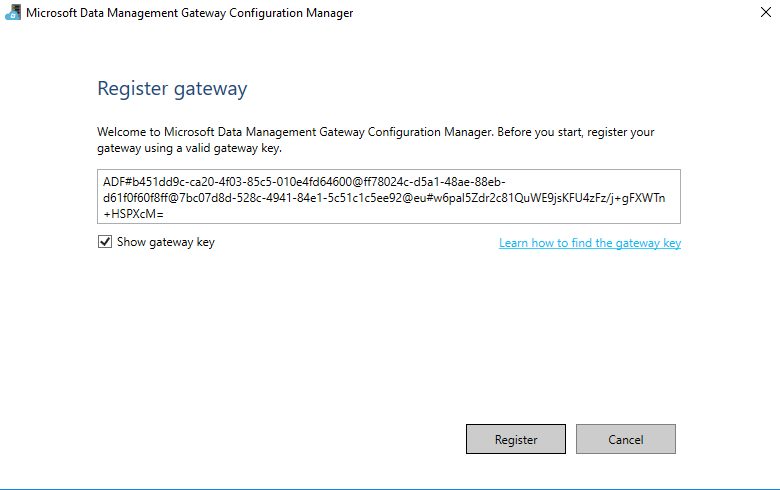 Microsoft Data Management Gateway Configuration Manager
Register gateway
Welcome to Microsoft Data Management Gateway Configuration Manager. Before you start, register your
gateway using a valid gateway key.
ADF#b451dd9c-ca20-4f03-85c5-010e4fd64600@ff78024c-d5a1-48ae-88eb-
d61f0f60f8ff@7bc07d8d-528c-4941-84e1-5c51c1c5ee92@eu#w6pal5Zdr2c81QuWE9jsKFU4zFz/j+gFXWTn
+HSPXcM=
Show gateway key
Learn how to find the gateway key
Register
Cancel